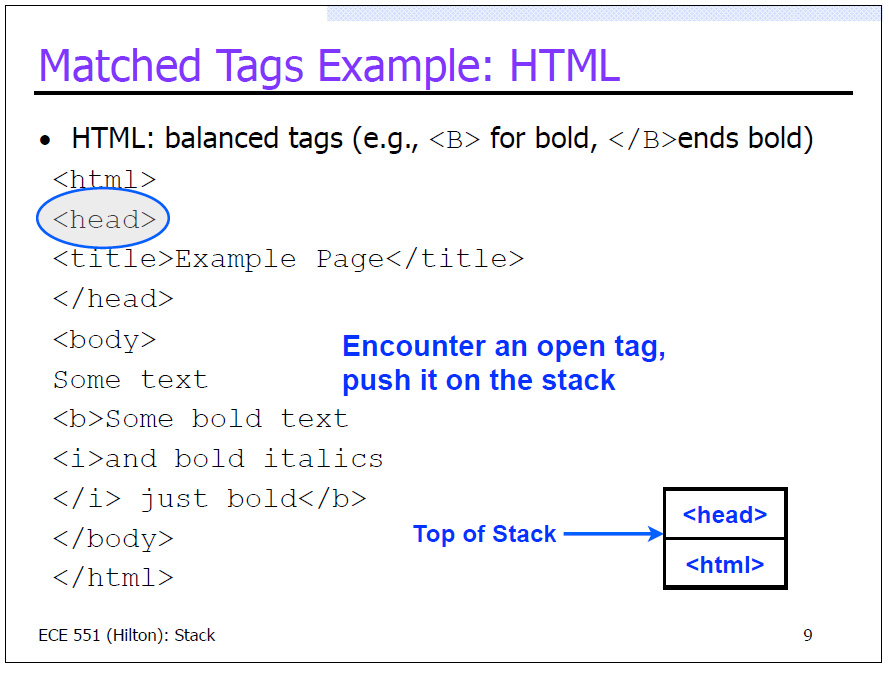 Matched Tags Example: HTML
• HTML: balanced tags (e.g., <B> for bold, </B>ends bold)
<html>
<head>
<title>Example Page</title>
</head>
<body>
Some text
<b>Some bold text
<i>and bold italics
</i> just bold</b>
</body>
</html>
Encounter an open tag,
push it on the stack
Top of Stack
<head>
<html>
ECE 551 (Hilton): Stack
9